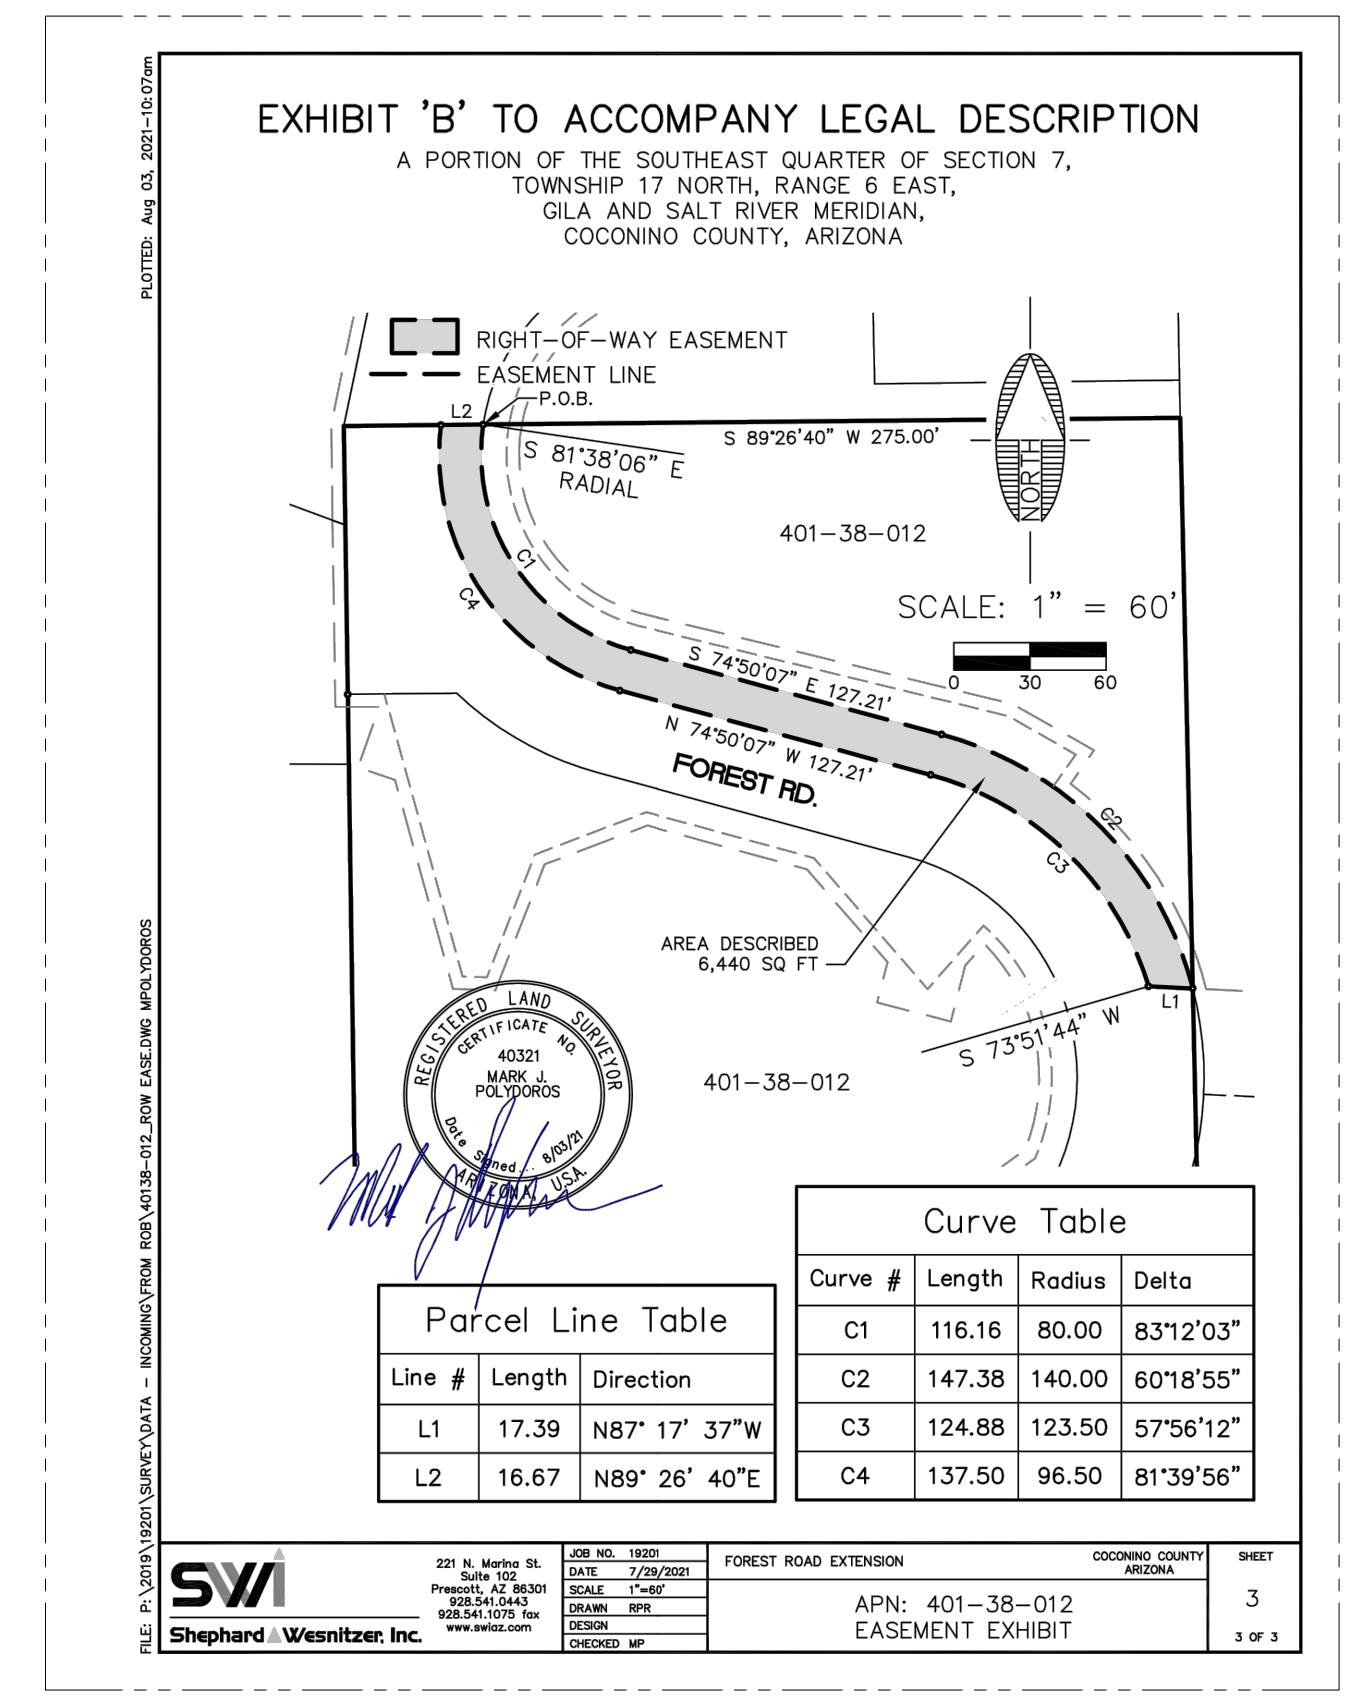 PLOTTED: Aug 03, 2021-10:07am
FILE: P:\2019\19201\SURVEY\DATA - INCOMING\FROM ROB\40138-012_ROW EASE.DWG MPOLYDOROS
EXHIBIT 'B' TO ACCOMPANY LEGAL DESCRIPTION
A PORTION OF THE SOUTHEAST QUARTER OF SECTION 7,
TOWNSHIP 17 NORTH, RANGE 6 EAST,
GILA AND SALT RIVER MERIDIAN,
COCONINO COUNTY, ARIZONA
RIGHT-OF-WAY EASEMENT
EASEMENT LINE
P.O.B.
L2
S 89°26'40" W 275.00'
S 81°38'06" E
RADIAL
NORTH
401-38-012
C1
C4
SCALE: 1" = 60'
0 30 60
S 74°50'07" E 127.21'
N 74°50'07" W 127.21'
FOREST RD.
C2
C3
AREA DESCRIBED
6,440 SQ FT
L1
S 73°51'44" W
401-38-012
REGISTERED LAND SURVEYOR
CERTIFICATE NO.
40321
MARK J.
POLYDOROS
Date Signed... 8/03/21
ARIZONA, U.S.A.
Parcel Line Table
Line # Length Direction
L1 17.39 N87° 17' 37"W
L2 16.67 N89° 26' 40"E
Curve Table
Curve # Length Radius Delta
C1 116.16 80.00 83°12'03"
C2 147.38 140.00 60°18'55"
C3 124.88 123.50 57°56'12"
C4 137.50 96.50 81°39'56"
SWI
Shephard Wesnitzer, Inc.
221 N. Marina St.
Suite 102
Prescott, AZ 86301
928.541.0443
928.541.1075 fax
www.swiaz.com
JOB NO. 19201
DATE 7/29/2021
SCALE 1"=60'
DRAWN RPR
DESIGN
CHECKED MP
FOREST ROAD EXTENSION
COCONINO COUNTY
ARIZONA
APN: 401-38-012
EASEMENT EXHIBIT
SHEET
3
3 OF 3